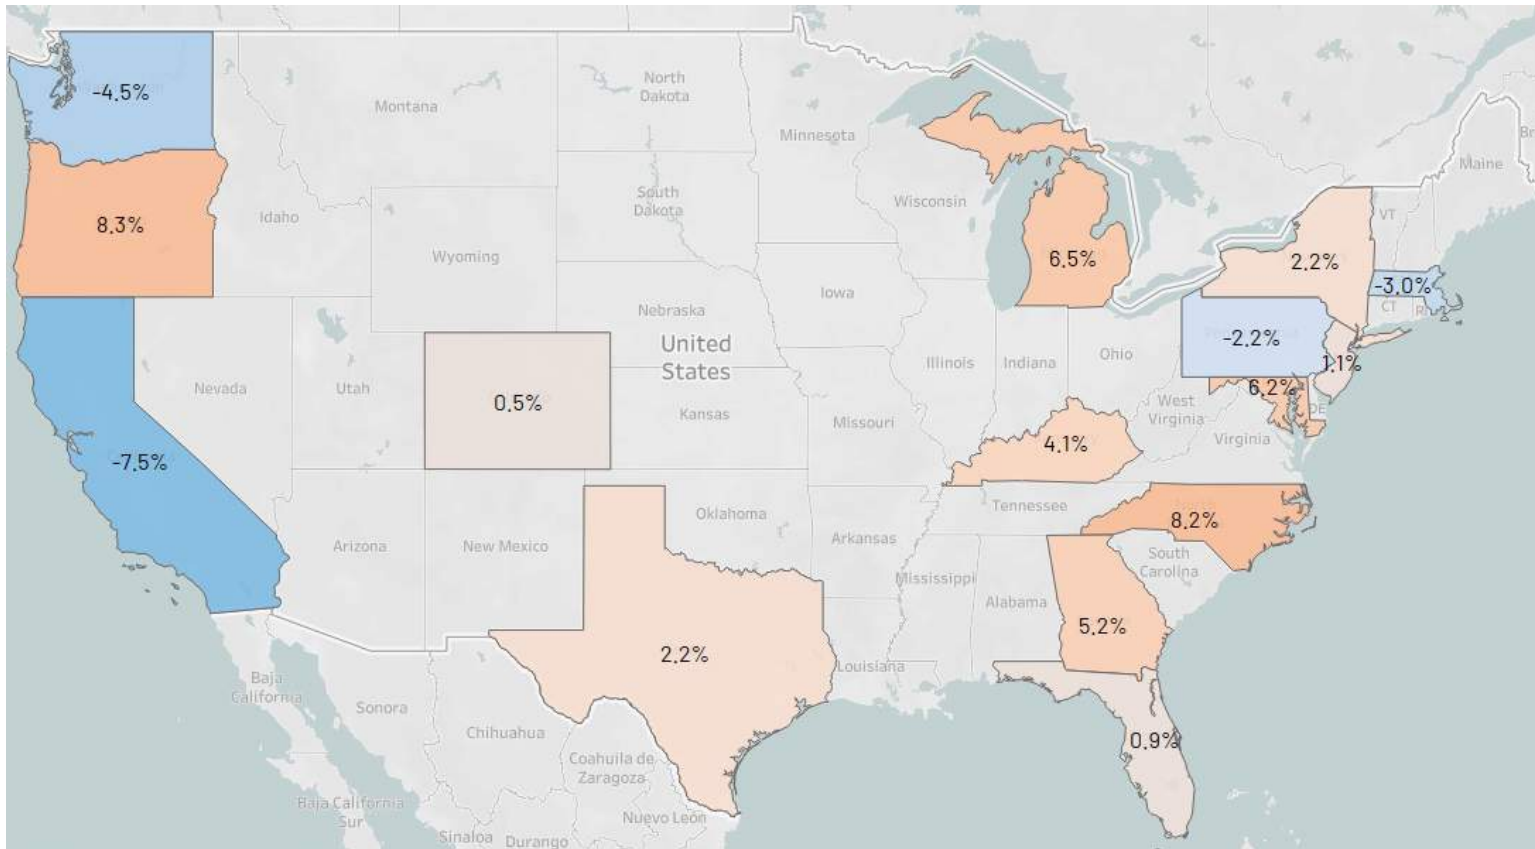 -4.5%
Montana
North
Dakota
Minnesota
Br
Maine
8.3%
Idaho
South
Dakota
Wisconsin
VT
Wyoming
6.5%
2.2%
-3.0%
Iowa
Nebraska
CT
R
United
States
-2.2%
Illinois
Indiana
Ohio
1.1%
Nevada
Utah
0.5%
Kansas
6.2%
West
Virginia
DE
Missouri
4.1%
Virginia
-7.5%
Oklahoma
Tennessee
8.2%
Arizona
New Mexico
Arkansas
South
Carolina
Mississippi
Alabama
5.2%
2.2%
Louisiana
Baja
California
Sonora
Chihuahua
0.9%
Coahuila de
Zaragoza
Baja California
Sur
Nuevo León
Sinaloa
Durango